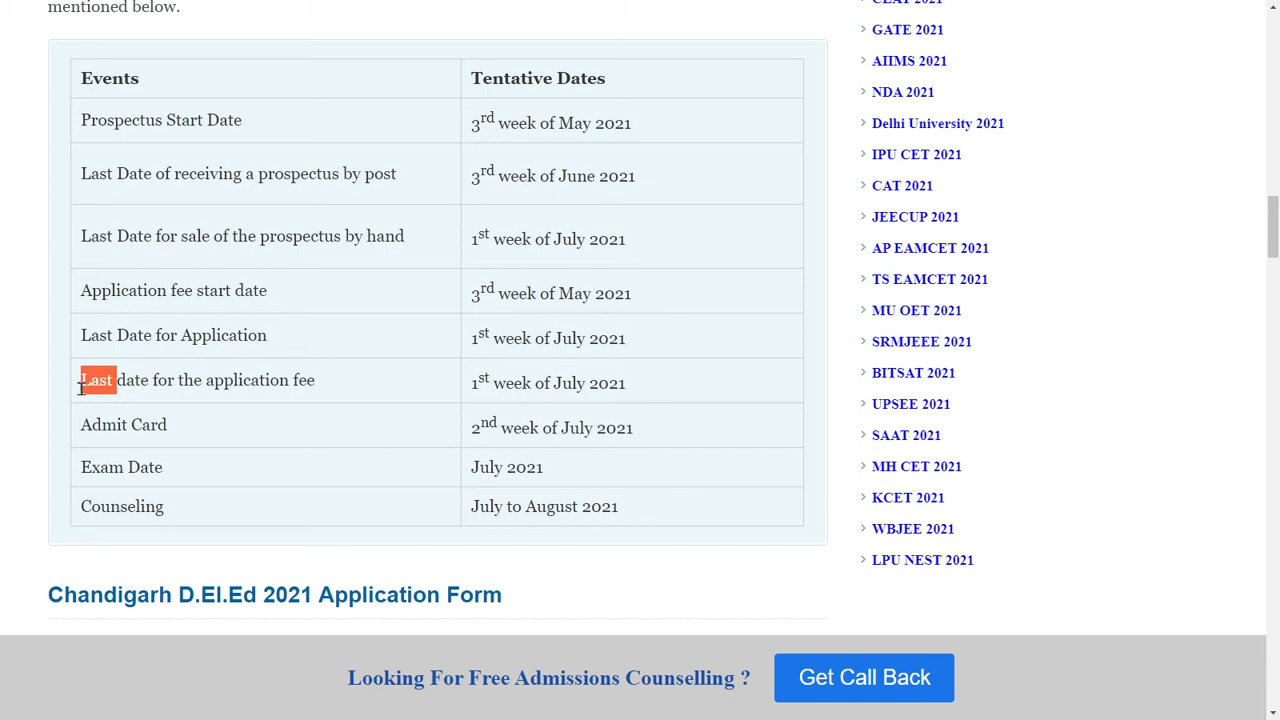 mentioned below.
Events Tentative Dates
Prospectus Start Date 3rd week of May 2021
Last Date of receiving a prospectus by post 3rd week of June 2021
Last Date for sale of the prospectus by hand 1st week of July 2021
Application fee start date 3rd week of May 2021
Last Date for Application 1st week of July 2021
Last date for the application fee 1st week of July 2021
Admit Card 2nd week of July 2021
Exam Date July 2021
Counseling July to August 2021
Chandigarh D.El.Ed 2021 Application Form
CLAT 2021
GATE 2021
AIIMS 2021
NDA 2021
Delhi University 2021
IPU CET 2021
CAT 2021
JEECUP 2021
AP EAMCET 2021
TS EAMCET 2021
MU OET 2021
SRMJEEE 2021
BITSAT 2021
UPSEE 2021
SAAT 2021
MH CET 2021
KCET 2021
WBJEE 2021
LPU NEST 2021
Looking For Free Admissions Counselling ? Get Call Back